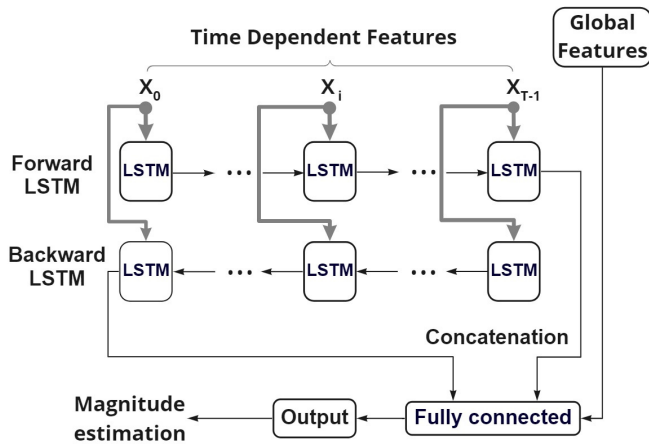 Global
Features
Time Dependent Features
X0 Xi XT-1
Forward
LSTM
LSTM ... LSTM ... LSTM
Backward
LSTM
LSTM ... LSTM ... LSTM
Concatenation
Magnitude
estimation
Output
Fully connected